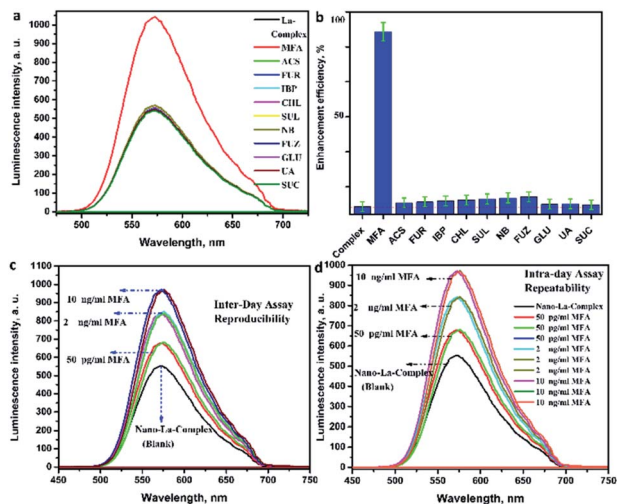 a
Luminescence intensity, a. u.
1000
900
800
700
600
500
400
300
200
100
0
500
550
600
650
700
Wavelength, nm
La-
Complex
MFA
ACS
FUR
IBP
CHL
SUL
NB
FUZ
GLU
UA
SUC
b
Enhancement efficiency, %
100
50
Complex
MFA
ACS
FUR
IBP
CHL
SUL
NB
FUZ
GLU
UA
SUC
c
Luminescence intensity, a. u.
1100
1000
900
800
700
600
500
400
300
200
100
0
450
500
550
600
650
700
750
Wavelength, nm
Inter-Day Assay
Reproducibility
10 ng/ml MFA
2 ng/ml MFA
50 pg/ml MFA
Nano-La-Complex
(Blank)
d
Luminescence intensity, a. u.
1000
900
800
700
600
500
400
300
200
100
0
450
500
550
600
650
700
750
Wavelength, nm
Intra-day Assay
Repeatability
10 ng/ml MFA
2 ng/ml MFA
50 pg/ml MFA
Nano-La-Complex
(Blank)
Nano-La-Complex
50 pg/ml MFA
50 pg/ml MFA
50 pg/ml MFA
2 ng/ml MFA
2 ng/ml MFA
2 ng/ml MFA
10 ng/ml MFA
10 ng/ml MFA
10 ng/ml MFA